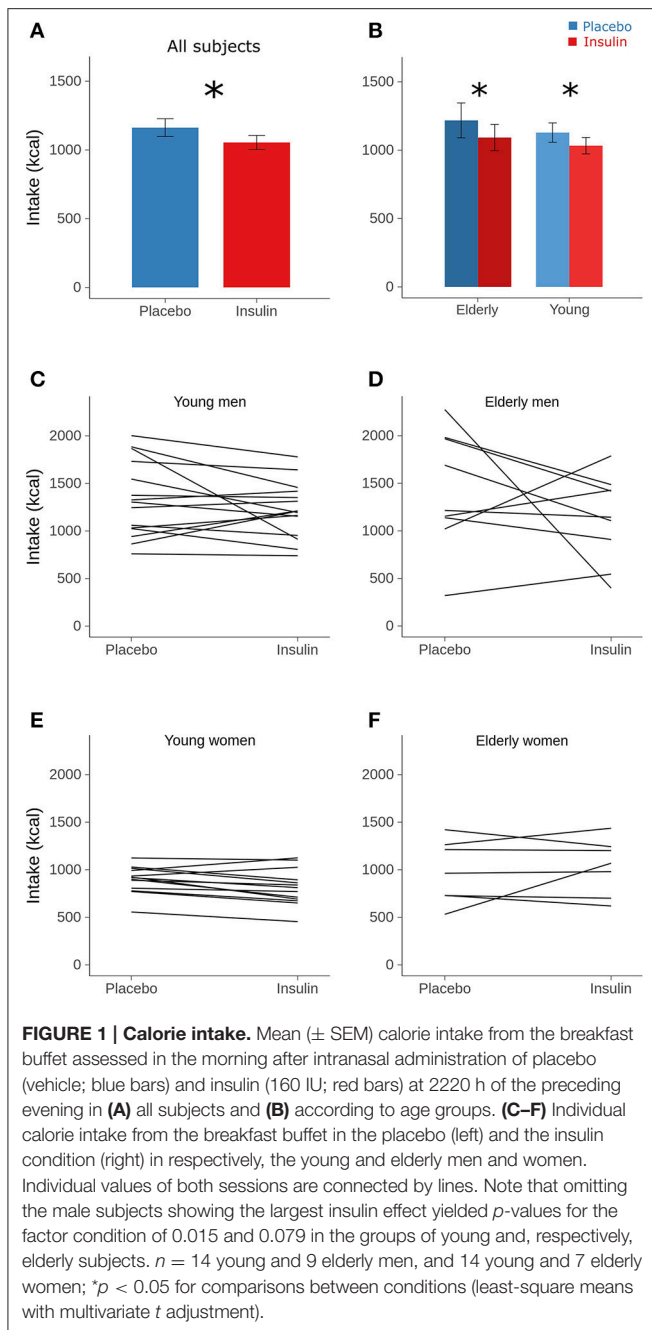 A
All subjects
*
Intake (kcal)
1500
1000
500
0
Placebo
Insulin
B
Placebo
Insulin
*
*
1500
1000
500
0
Elderly
Young
C
Young men
Intake (kcal)
2000
1500
1000
500
0
Placebo
Insulin
D
Elderly men
2000
1500
1000
500
0
Placebo
Insulin
E
Young women
Intake (kcal)
2000
1500
1000
500
0
Placebo
Insulin
F
Elderly women
2000
1500
1000
500
0
Placebo
Insulin
FIGURE 1 | Calorie intake. Mean (± SEM) calorie intake from the breakfast
buffet assessed in the morning after intranasal administration of placebo
(vehicle; blue bars) and insulin (160 IU; red bars) at 2220 h of the preceding
evening in (A) all subjects and (B) according to age groups. (C–F) Individual
calorie intake from the breakfast buffet in the placebo (left) and the insulin
condition (right) in respectively, the young and elderly men and women.
Individual values of both sessions are connected by lines. Note that omitting
the male subjects showing the largest insulin effect yielded p-values for the
factor condition of 0.015 and 0.079 in the groups of young and, respectively,
elderly subjects. n = 14 young and 9 elderly men, and 14 young and 7 elderly
women; *p < 0.05 for comparisons between conditions (least-square means
with multivariate t adjustment).